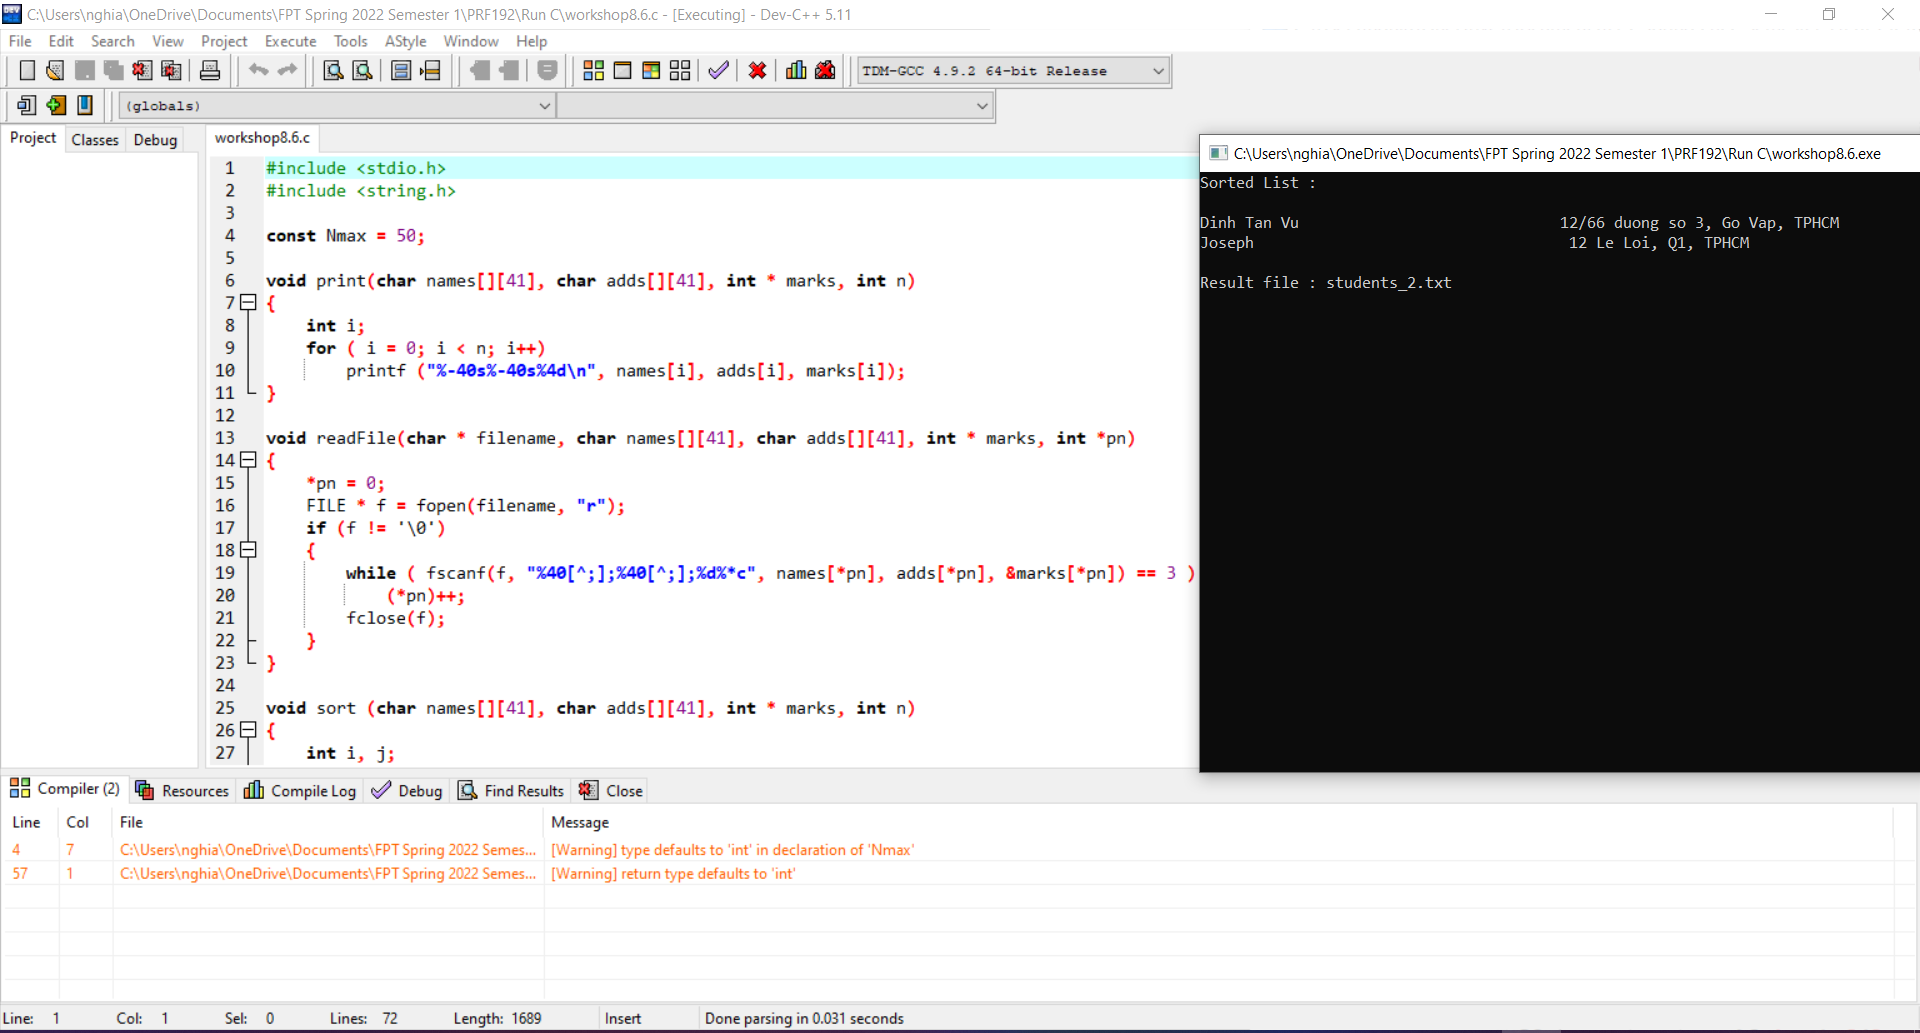 C:\Users\nghia\OneDrive\Documents\FPT Spring 2022 Semester 1\PRF192\Run C\workshop8.6.c - [Executing] - Dev-C++ 5.11
File Edit Search View Project Execute Tools AStyle Window Help
TDM-GCC 4.9.2 64-bit Release
(globals)
Project Classes Debug
workshop8.6.c
1 #include <stdio.h>
2 #include <string.h>
3
4 const Nmax = 50;
5
6 void print(char names[][41], char adds[][41], int * marks, int n)
7 {
8 int i;
9 for ( i = 0; i < n; i++)
10 printf ("%-40s%-40s%4d\n", names[i], adds[i], marks[i]);
11 }
12
13 void readFile(char * filename, char names[][41], char adds[][41], int * marks, int *pn)
14 {
15 *pn = 0;
16 FILE * f = fopen(filename, "r");
17 if (f != '\0')
18 {
19 while ( fscanf(f, "%40[^;];%40[^;];%d%*c", names[*pn], adds[*pn], &marks[*pn]) == 3 )
20 (*pn)++;
21 fclose(f);
22 }
23 }
24
25 void sort (char names[][41], char adds[][41], int * marks, int n)
26 {
27 int i, j;
C:\Users\nghia\OneDrive\Documents\FPT Spring 2022 Semester 1\PRF192\Run C\workshop8.6.exe
Sorted List :
Dinh Tan Vu 12/66 duong so 3, Go Vap, TPHCM
Joseph 12 Le Loi, Q1, TPHCM
Result file : students_2.txt
Compiler (2) Resources Compile Log Debug Find Results Close
Line Col File Message
4 7 C:\Users\nghia\OneDrive\Documents\FPT Spring 2022 Semes... [Warning] type defaults to 'int' in declaration of 'Nmax'
57 1 C:\Users\nghia\OneDrive\Documents\FPT Spring 2022 Semes... [Warning] return type defaults to 'int'
Line: 1 Col: 1 Sel: 0 Lines: 72 Length: 1689 Insert Done parsing in 0.031 seconds